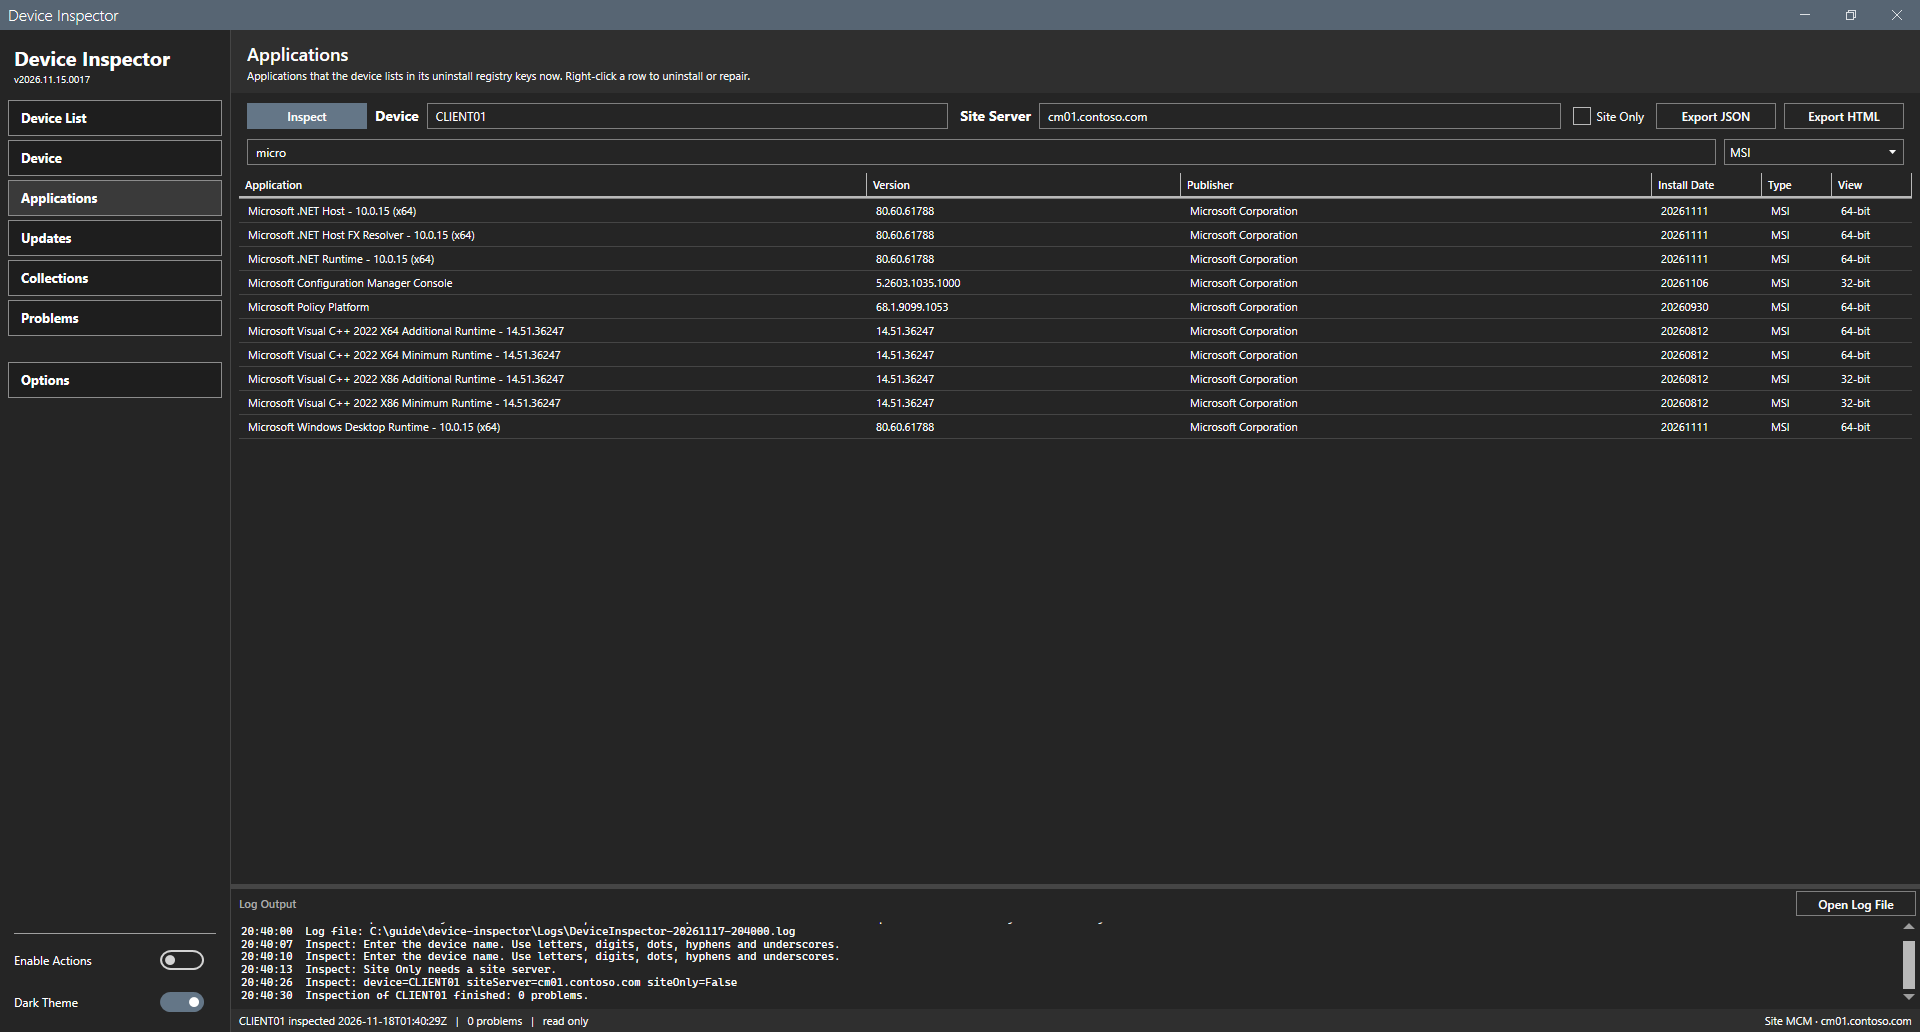 Device Inspector
Device Inspector
v2026.11.15.0017
Device List
Device
Applications
Updates
Collections
Problems
Options
Enable Actions
Dark Theme
Applications
Applications that the device lists in its uninstall registry keys now. Right-click a row to uninstall or repair.
Inspect Device CLIENT01 Site Server cm01.contoso.com Site Only Export JSON Export HTML
micro MSI
Application Version Publisher Install Date Type View
Microsoft .NET Host - 10.0.15 (x64) 80.60.61788 Microsoft Corporation 20261111 MSI 64-bit
Microsoft .NET Host FX Resolver - 10.0.15 (x64) 80.60.61788 Microsoft Corporation 20261111 MSI 64-bit
Microsoft .NET Runtime - 10.0.15 (x64) 80.60.61788 Microsoft Corporation 20261111 MSI 64-bit
Microsoft Configuration Manager Console 5.2603.1035.1000 Microsoft Corporation 20261106 MSI 32-bit
Microsoft Policy Platform 68.1.9099.1053 Microsoft Corporation 20260930 MSI 64-bit
Microsoft Visual C++ 2022 X64 Additional Runtime - 14.51.36247 14.51.36247 Microsoft Corporation 20260812 MSI 64-bit
Microsoft Visual C++ 2022 X64 Minimum Runtime - 14.51.36247 14.51.36247 Microsoft Corporation 20260812 MSI 64-bit
Microsoft Visual C++ 2022 X86 Additional Runtime - 14.51.36247 14.51.36247 Microsoft Corporation 20260812 MSI 32-bit
Microsoft Visual C++ 2022 X86 Minimum Runtime - 14.51.36247 14.51.36247 Microsoft Corporation 20260812 MSI 32-bit
Microsoft Windows Desktop Runtime - 10.0.15 (x64) 80.60.61788 Microsoft Corporation 20261111 MSI 64-bit
Log Output Open Log File
20:40:00 Log file: C:\guide\device-inspector\Logs\DeviceInspector-20261117-204000.log
20:40:07 Inspect: Enter the device name. Use letters, digits, dots, hyphens and underscores.
20:40:10 Inspect: Enter the device name. Use letters, digits, dots, hyphens and underscores.
20:40:13 Inspect: Site Only needs a site server.
20:40:26 Inspect: device=CLIENT01 siteServer=cm01.contoso.com siteOnly=False
20:40:30 Inspection of CLIENT01 finished: 0 problems.
CLIENT01 inspected 2026-11-18T01:40:29Z | 0 problems | read only Site MCM · cm01.contoso.com